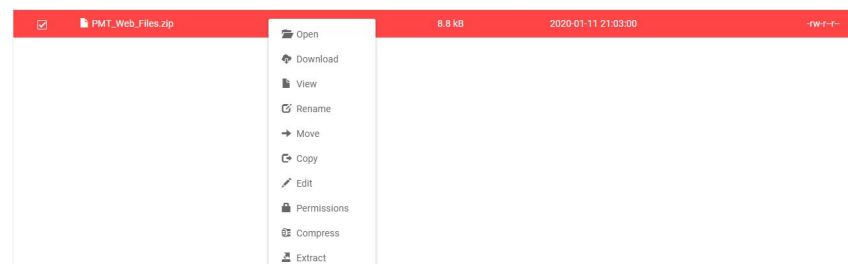 PMT_Web_Files.zip 8.8 kB 2020-01-11 21:03:00 -rw-r--r--
Open
Download
View
Rename
Move
Copy
Edit
Permissions
Compress
Extract